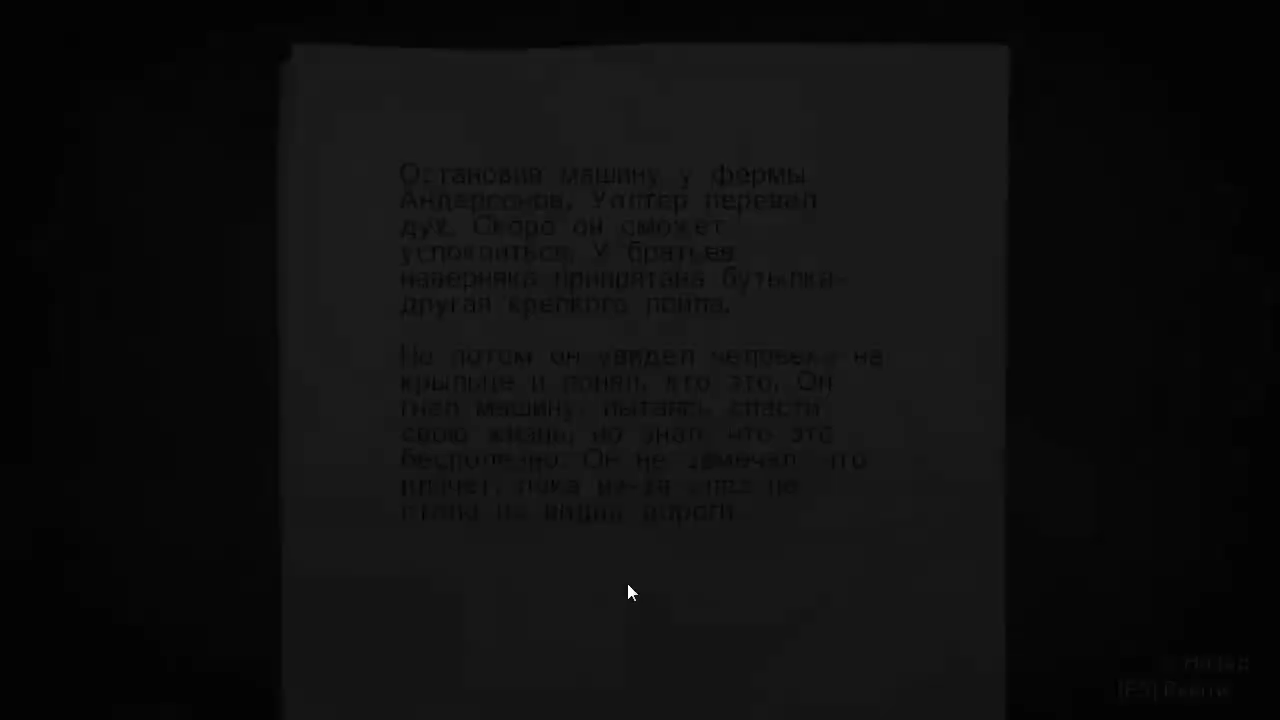 Остановив машину у фермы
Андерсонов, Уолтер перевел
дух. Скоро он сможет
успокоиться. У братьев
наверняка припрятана бутылка-
другая крепкого пойла.
Но потом он увидел человека на
крыльце и понял, кто это. Он
гнал машину, пытаясь спасти
свою жизнь, но знал, что это
бесполезно. Он не замечал, что
плачет, пока из-за слез не
стало не видно дороги.
Назад